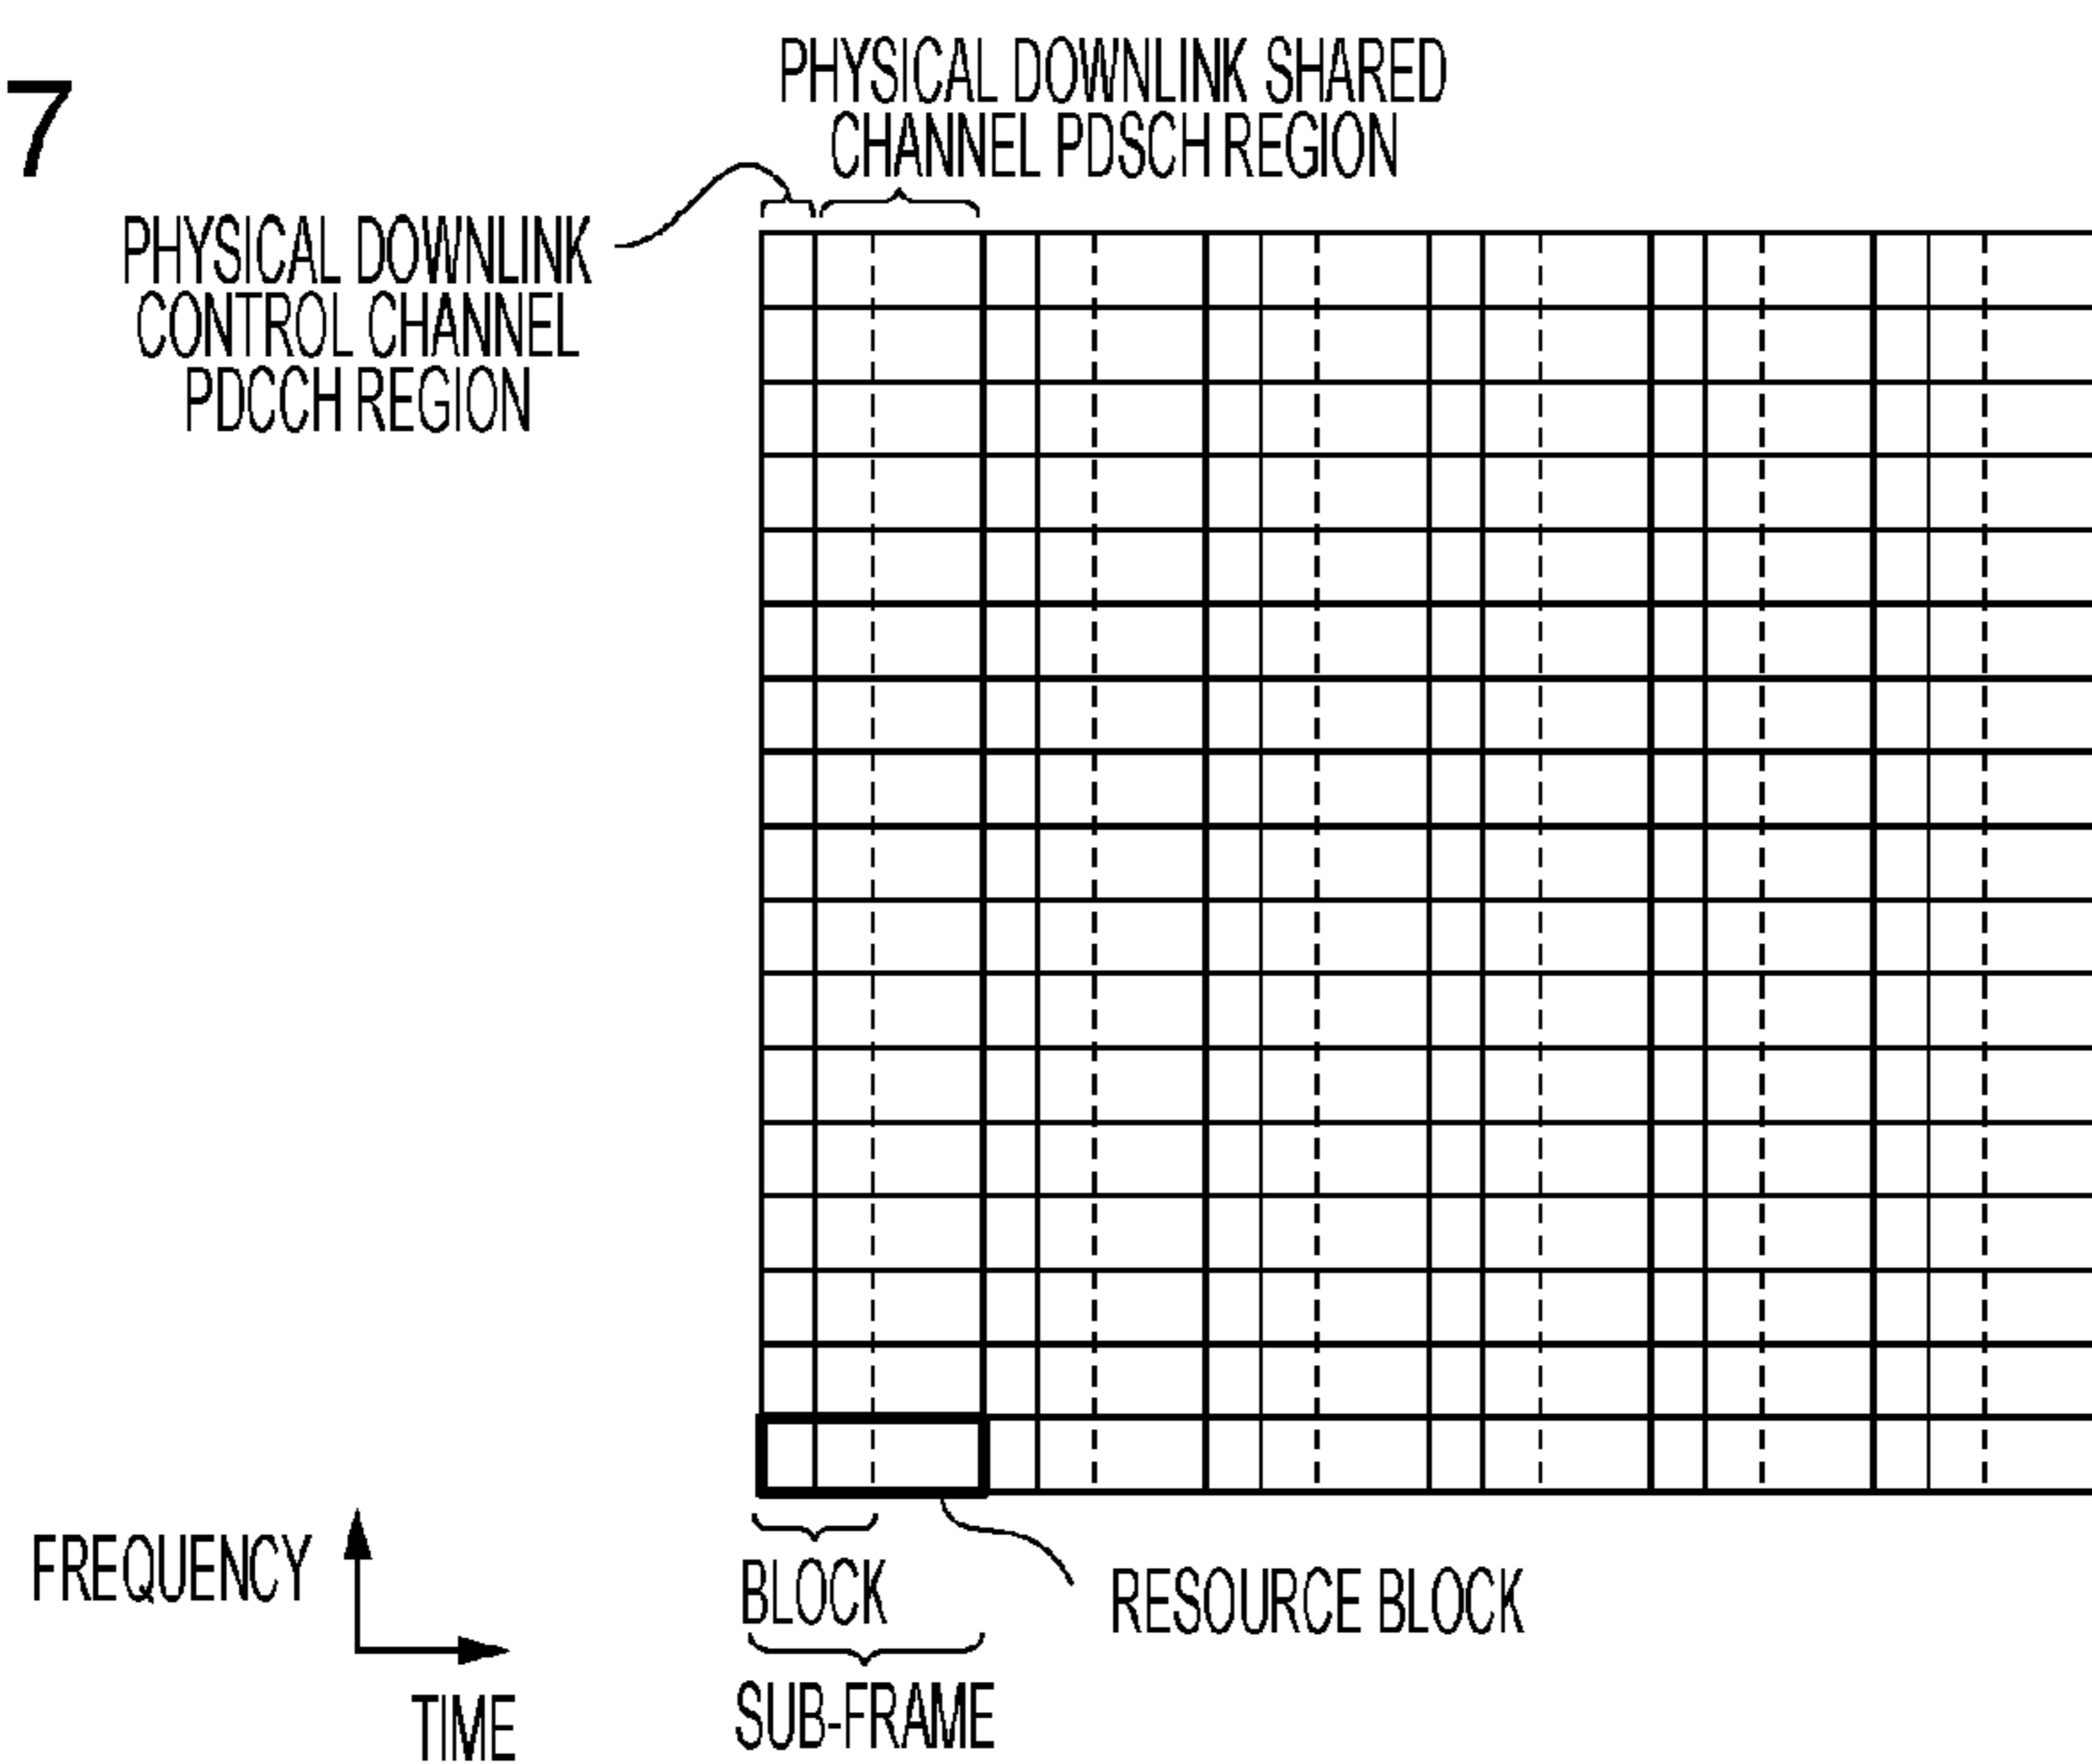 7
PHYSICAL DOWNLINK SHARED
CHANNEL PDSCH REGION
PHYSICAL DOWNLINK
CONTROL CHANNEL
PDCCH REGION
FREQUENCY
TIME
BLOCK
RESOURCE BLOCK
SUB-FRAME